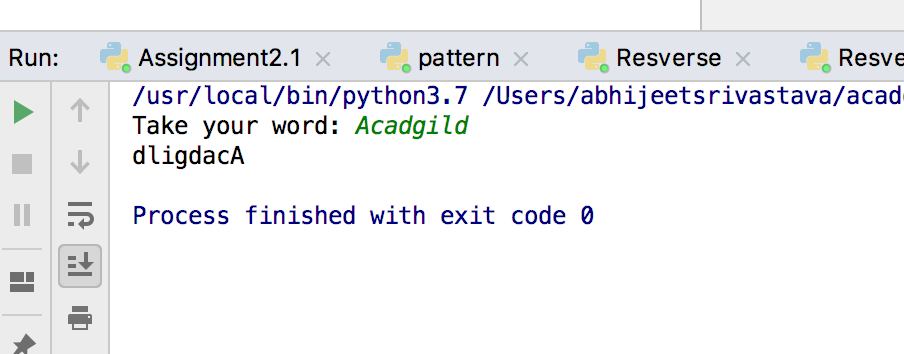 Run: Assignment2.1 × pattern × Resverse × Resve
/usr/local/bin/python3.7 /Users/abhijeetsrivastava/acad
Take your word: Acadgild
dligdacA
Process finished with exit code 0